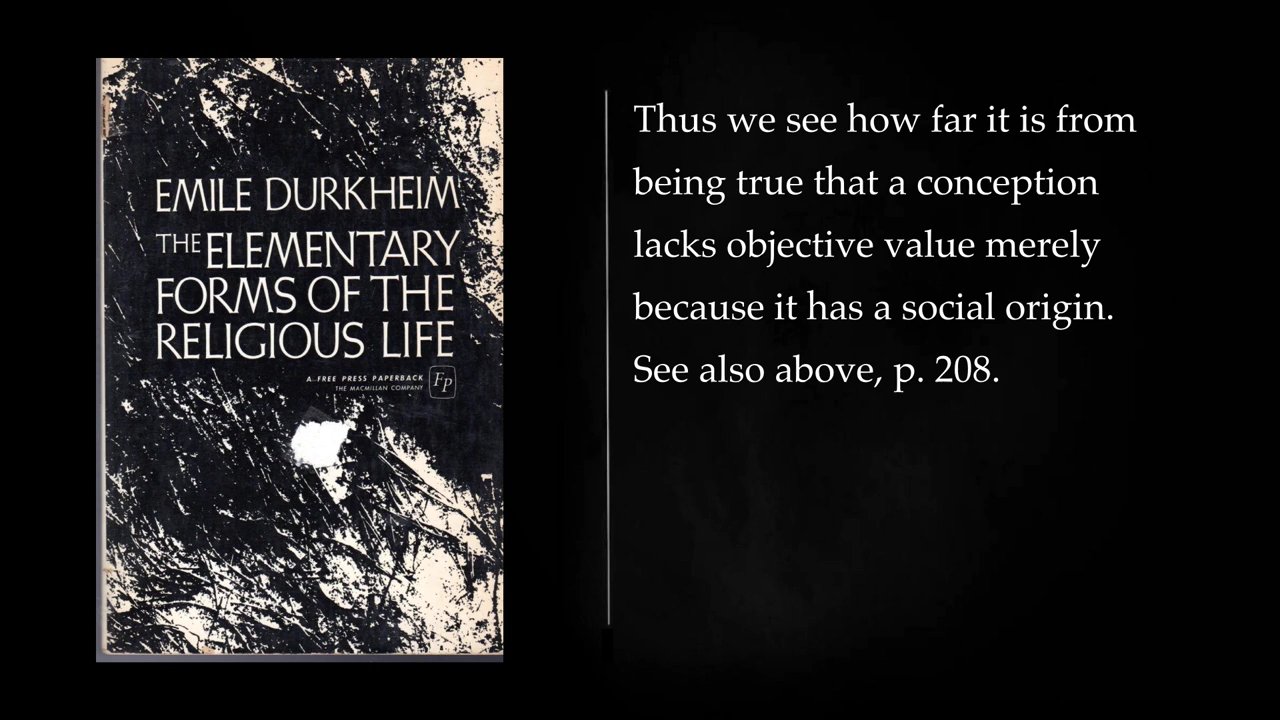 EMILE DURKHEIM
THE ELEMENTARY
FORMS OF THE
RELIGIOUS LIFE
A FREE PRESS PAPERBACK
THE MACMILLAN COMPANY
FP
Thus we see how far it is from
being true that a conception
lacks objective value merely
because it has a social origin.
See also above, p. 208.